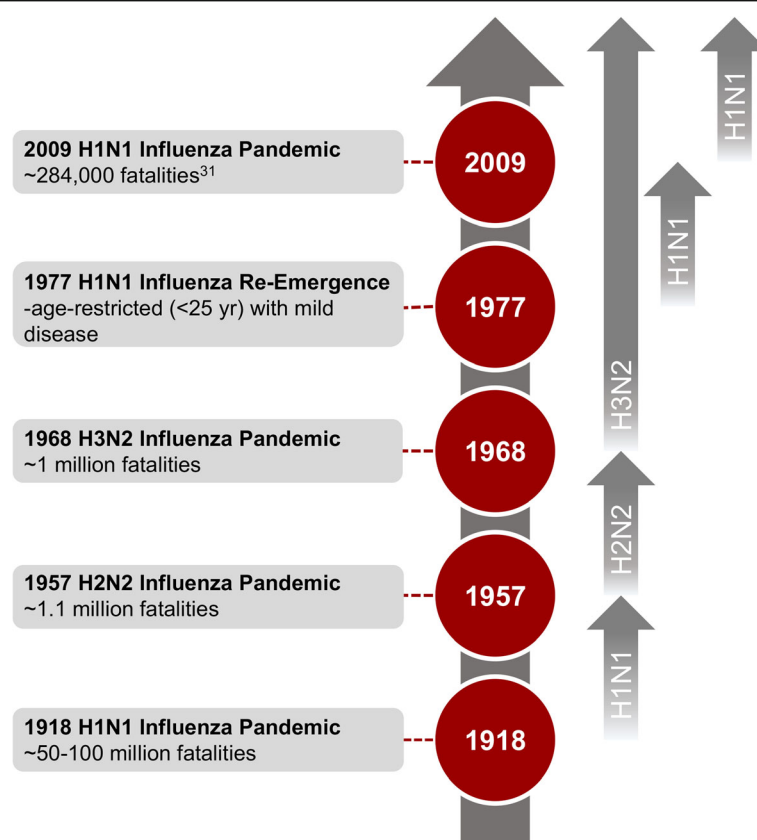 2009 H1N1 Influenza Pandemic
~284,000 fatalities³¹
2009
1977 H1N1 Influenza Re-Emergence
-age-restricted (<25 yr) with mild
disease
1977
1968 H3N2 Influenza Pandemic
~1 million fatalities
1968
1957 H2N2 Influenza Pandemic
~1.1 million fatalities
1957
1918 H1N1 Influenza Pandemic
~50-100 million fatalities
1918
H1N1
H2N2
H3N2
H1N1
H1N1